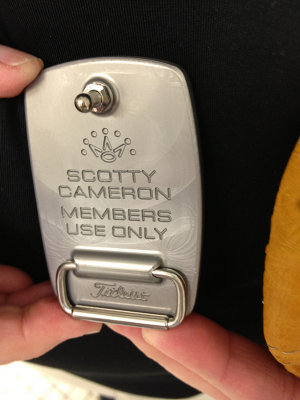 SCOTTY
CAMERON
MEMBERS
USE ONLY
Titleist